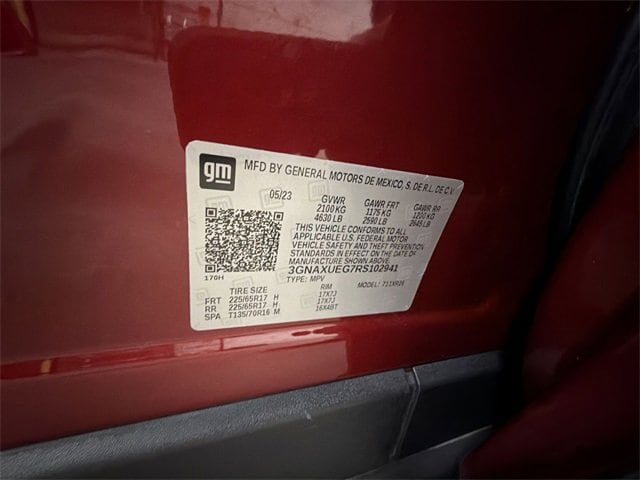 gm
MFD BY GENERAL MOTORS DE MEXICO, S. DE R.L. DE C.V.
05/23 GVWR GAWR FRT GAWR RR
2100 KG 1175 KG 1200 KG
4630 LB 2590 LB 2645 LB
THIS VEHICLE CONFORMS TO ALL
APPLICABLE U.S. FEDERAL MOTOR
VEHICLE SAFETY AND THEFT PREVENTION
STANDARDS IN EFFECT ON THE DATE OF
MANUFACTURE SHOWN ABOVE.
3GNAXUEG7RS102941
170H TYPE: MPV MODEL: 711XR26
TIRE SIZE RIM
FRT 225/65R17 H 17X7J
RR 225/65R17 H 17X7J
SPA T135/70R16 M 16X4BT